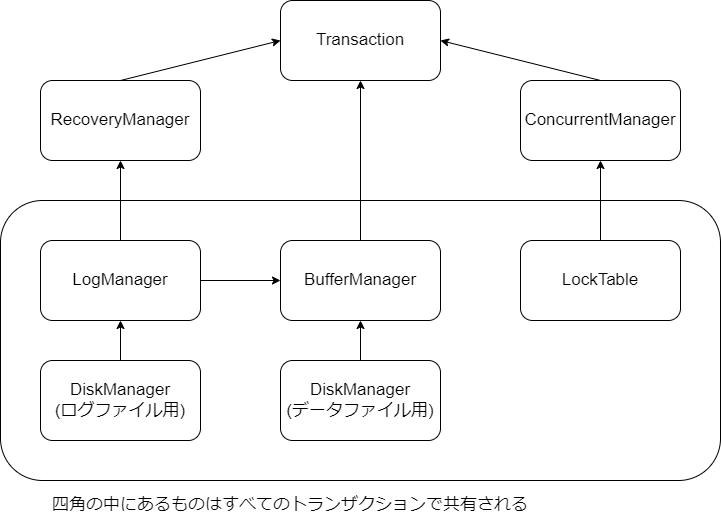 Transaction
RecoveryManager
ConcurrentManager
LogManager
BufferManager
LockTable
DiskManager
(ログファイル用)
DiskManager
(データファイル用)
四角の中にあるものはすべてのトランザクションで共有される